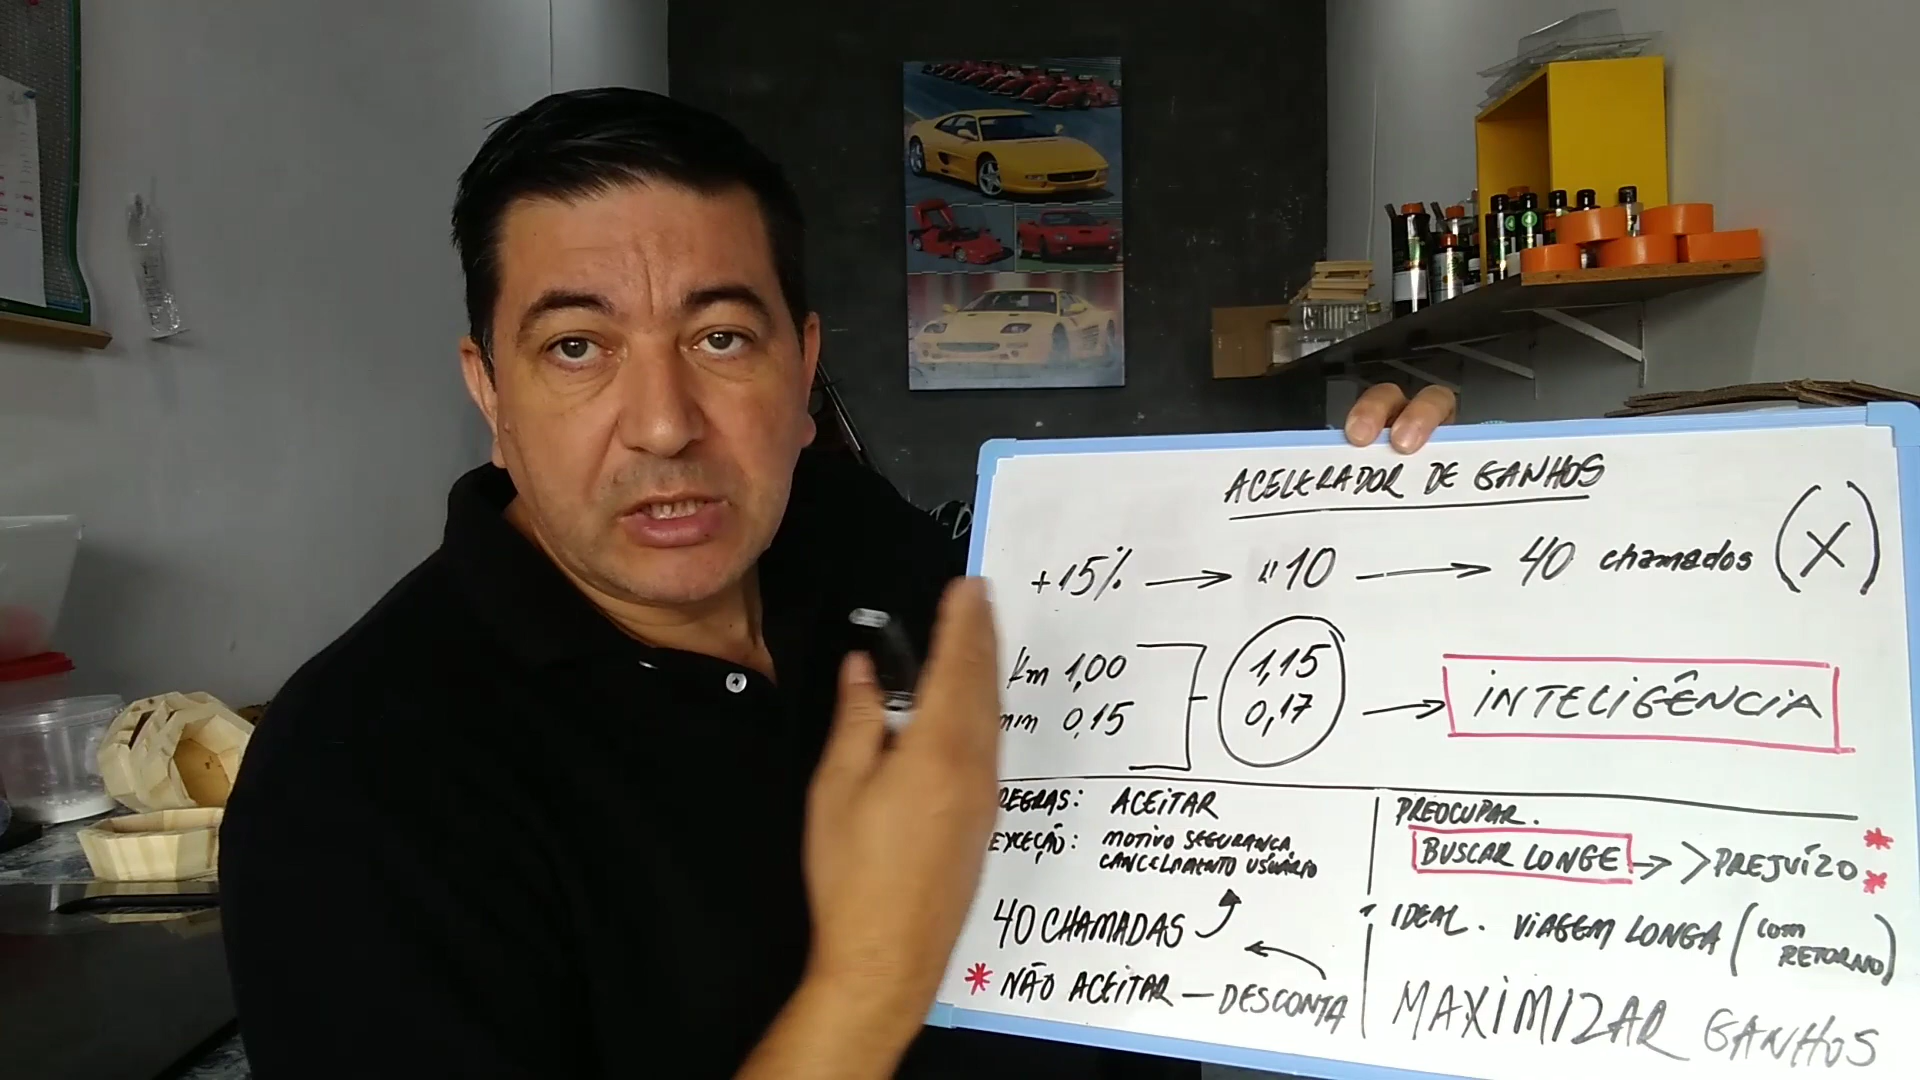 ACELERADOR DE GANHOS
+15% → "10 → 40 chamados (X)
Km 1,00
min 0,15
1,15
0,17
→ INTELIGÊNCIA
REGRAS: ACEITAR
EXCEÇÃO: MOTIVO SEGURANÇA
CANCELAMENTO USUÁRIO
40 CHAMADAS
* NÃO ACEITAR - DESCONTA
PREOCUPAR.
BUSCAR LONGE → > PREJUÍZO **
IDEAL. VIAGEM LONGA (com RETORNO)
MAXIMIZAR GANHOS